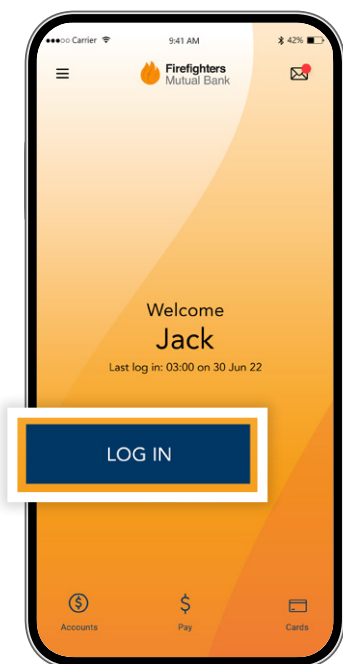 ●●●○○ Carrier 9:41 AM 42%
Firefighters
Mutual Bank
Welcome
Jack
Last log in: 03:00 on 30 Jun 22
LOG IN
$ $
Accounts Pay Cards